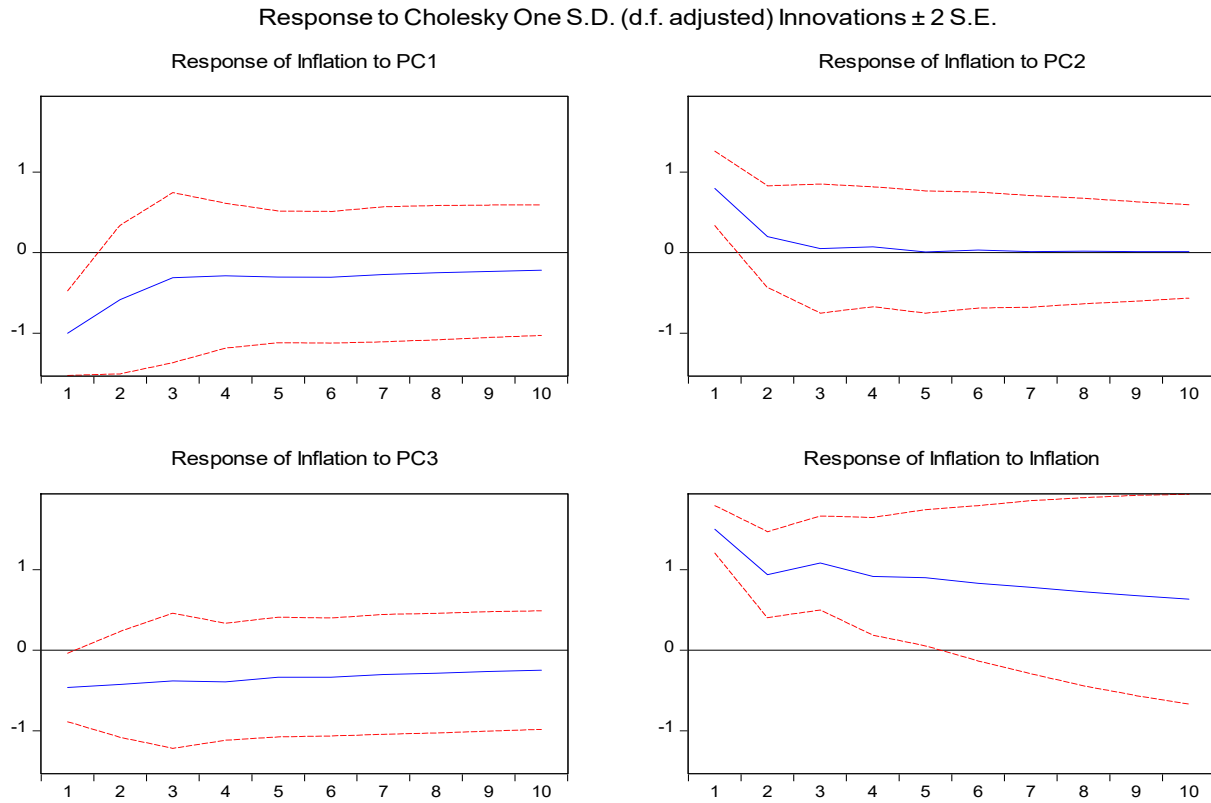 Response to Cholesky One S.D. (d.f. adjusted) Innovations ± 2 S.E.
Response of Inflation to PC1
1
0
-1
1 2 3 4 5 6 7 8 9 10
Response of Inflation to PC2
1
0
-1
1 2 3 4 5 6 7 8 9 10
Response of Inflation to PC3
1
0
-1
1 2 3 4 5 6 7 8 9 10
Response of Inflation to Inflation
1
0
-1
1 2 3 4 5 6 7 8 9 10